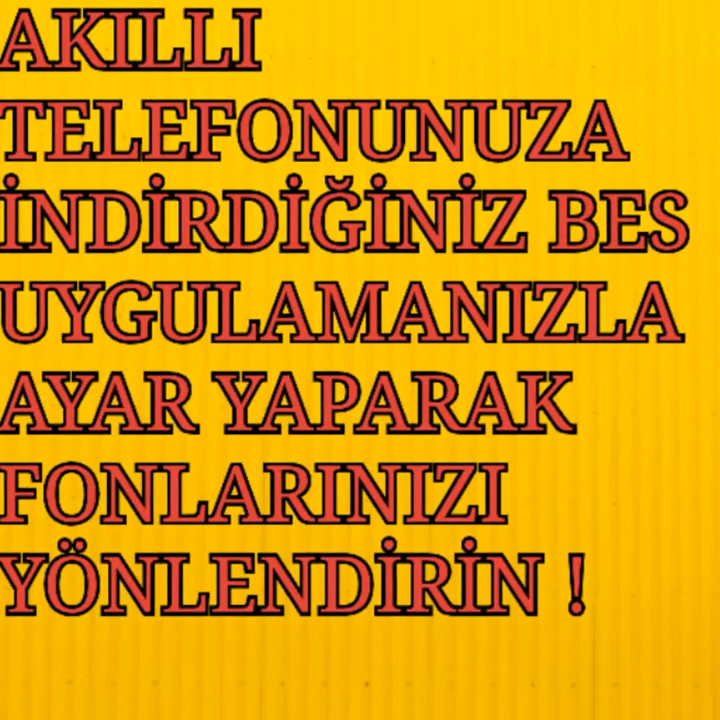 AKILLI
TELEFONUNUZA
İNDİRDİĞİNİZ BES
UYGULAMANIZLA
AYAR YAPARAK
FONLARINIZI
YÖNLENDİRİN !